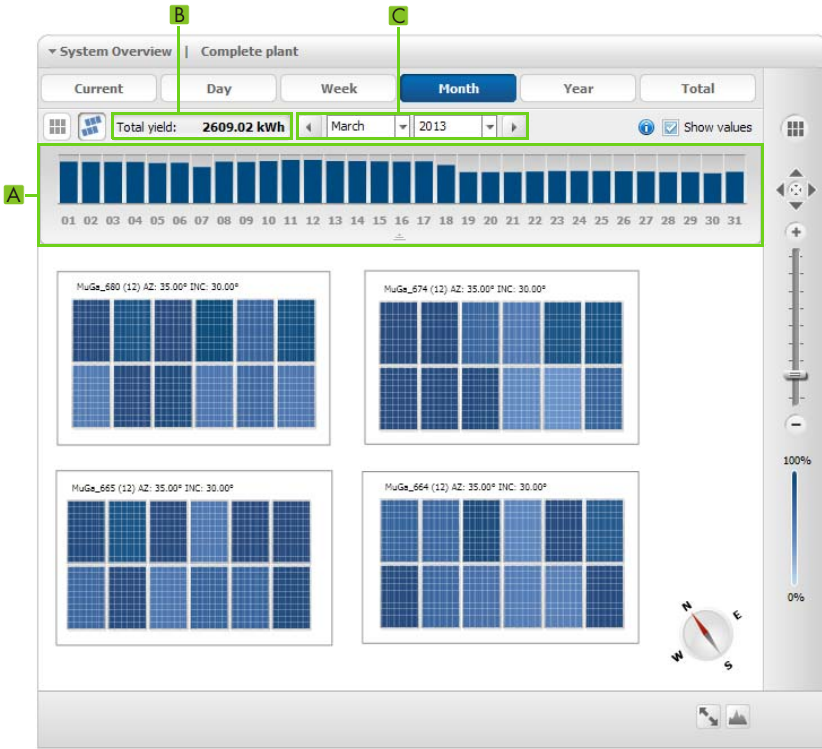 B C
System Overview | Complete plant
Current Day Week Month Year Total
Total yield: 2609.02 kWh March 2013 Show values
A
01 02 03 04 05 06 07 08 09 10 11 12 13 14 15 16 17 18 19 20 21 22 23 24 25 26 27 28 29 30 31
MuGa_680 (12) AZ: 35.00° INC: 30.00°
MuGa_674 (12) AZ: 35.00° INC: 30.00°
100%
MuGa_665 (12) AZ: 35.00° INC: 30.00°
MuGa_664 (12) AZ: 35.00° INC: 30.00°
0%
N
E
W
S